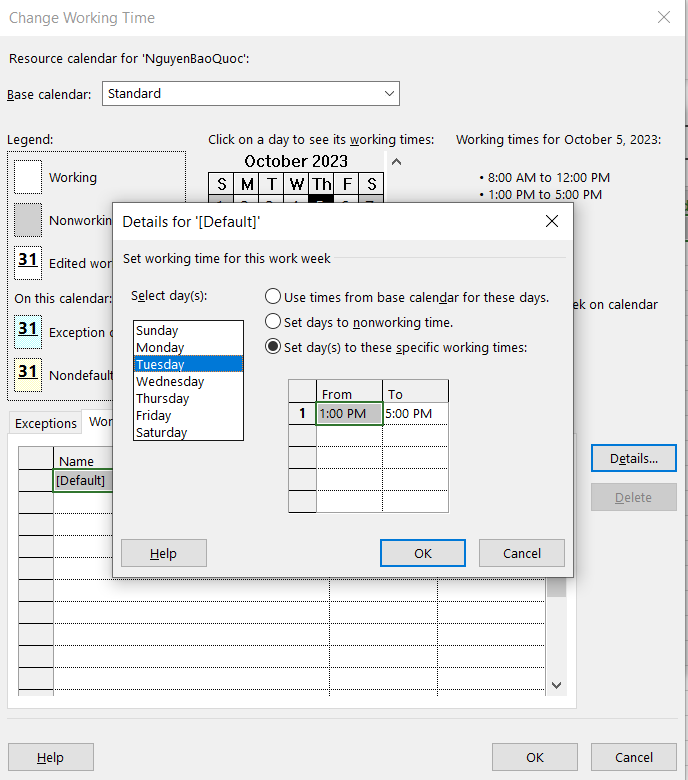 Change Working Time
Resource calendar for 'NguyenBaoQuoc':
Base calendar: Standard
Legend:
Working
Nonworkin
31 Edited wor
On this calendar:
31 Exception
31 Nondefault
Click on a day to see its working times:
October 2023
S M T W Th F S
Working times for October 5, 2023:
• 8:00 AM to 12:00 PM
• 1:00 PM to 5:00 PM
on calendar
Details for '[Default]'
Set working time for this work week
Select day(s):
Sunday
Monday
Tuesday
Wednesday
Thursday
Friday
Saturday
Use times from base calendar for these days.
Set days to nonworking time.
Set day(s) to these specific working times:
From To
1 1:00 PM 5:00 PM
Help OK Cancel
Exceptions Wor
Name
[Default]
Details...
Delete
Help OK Cancel